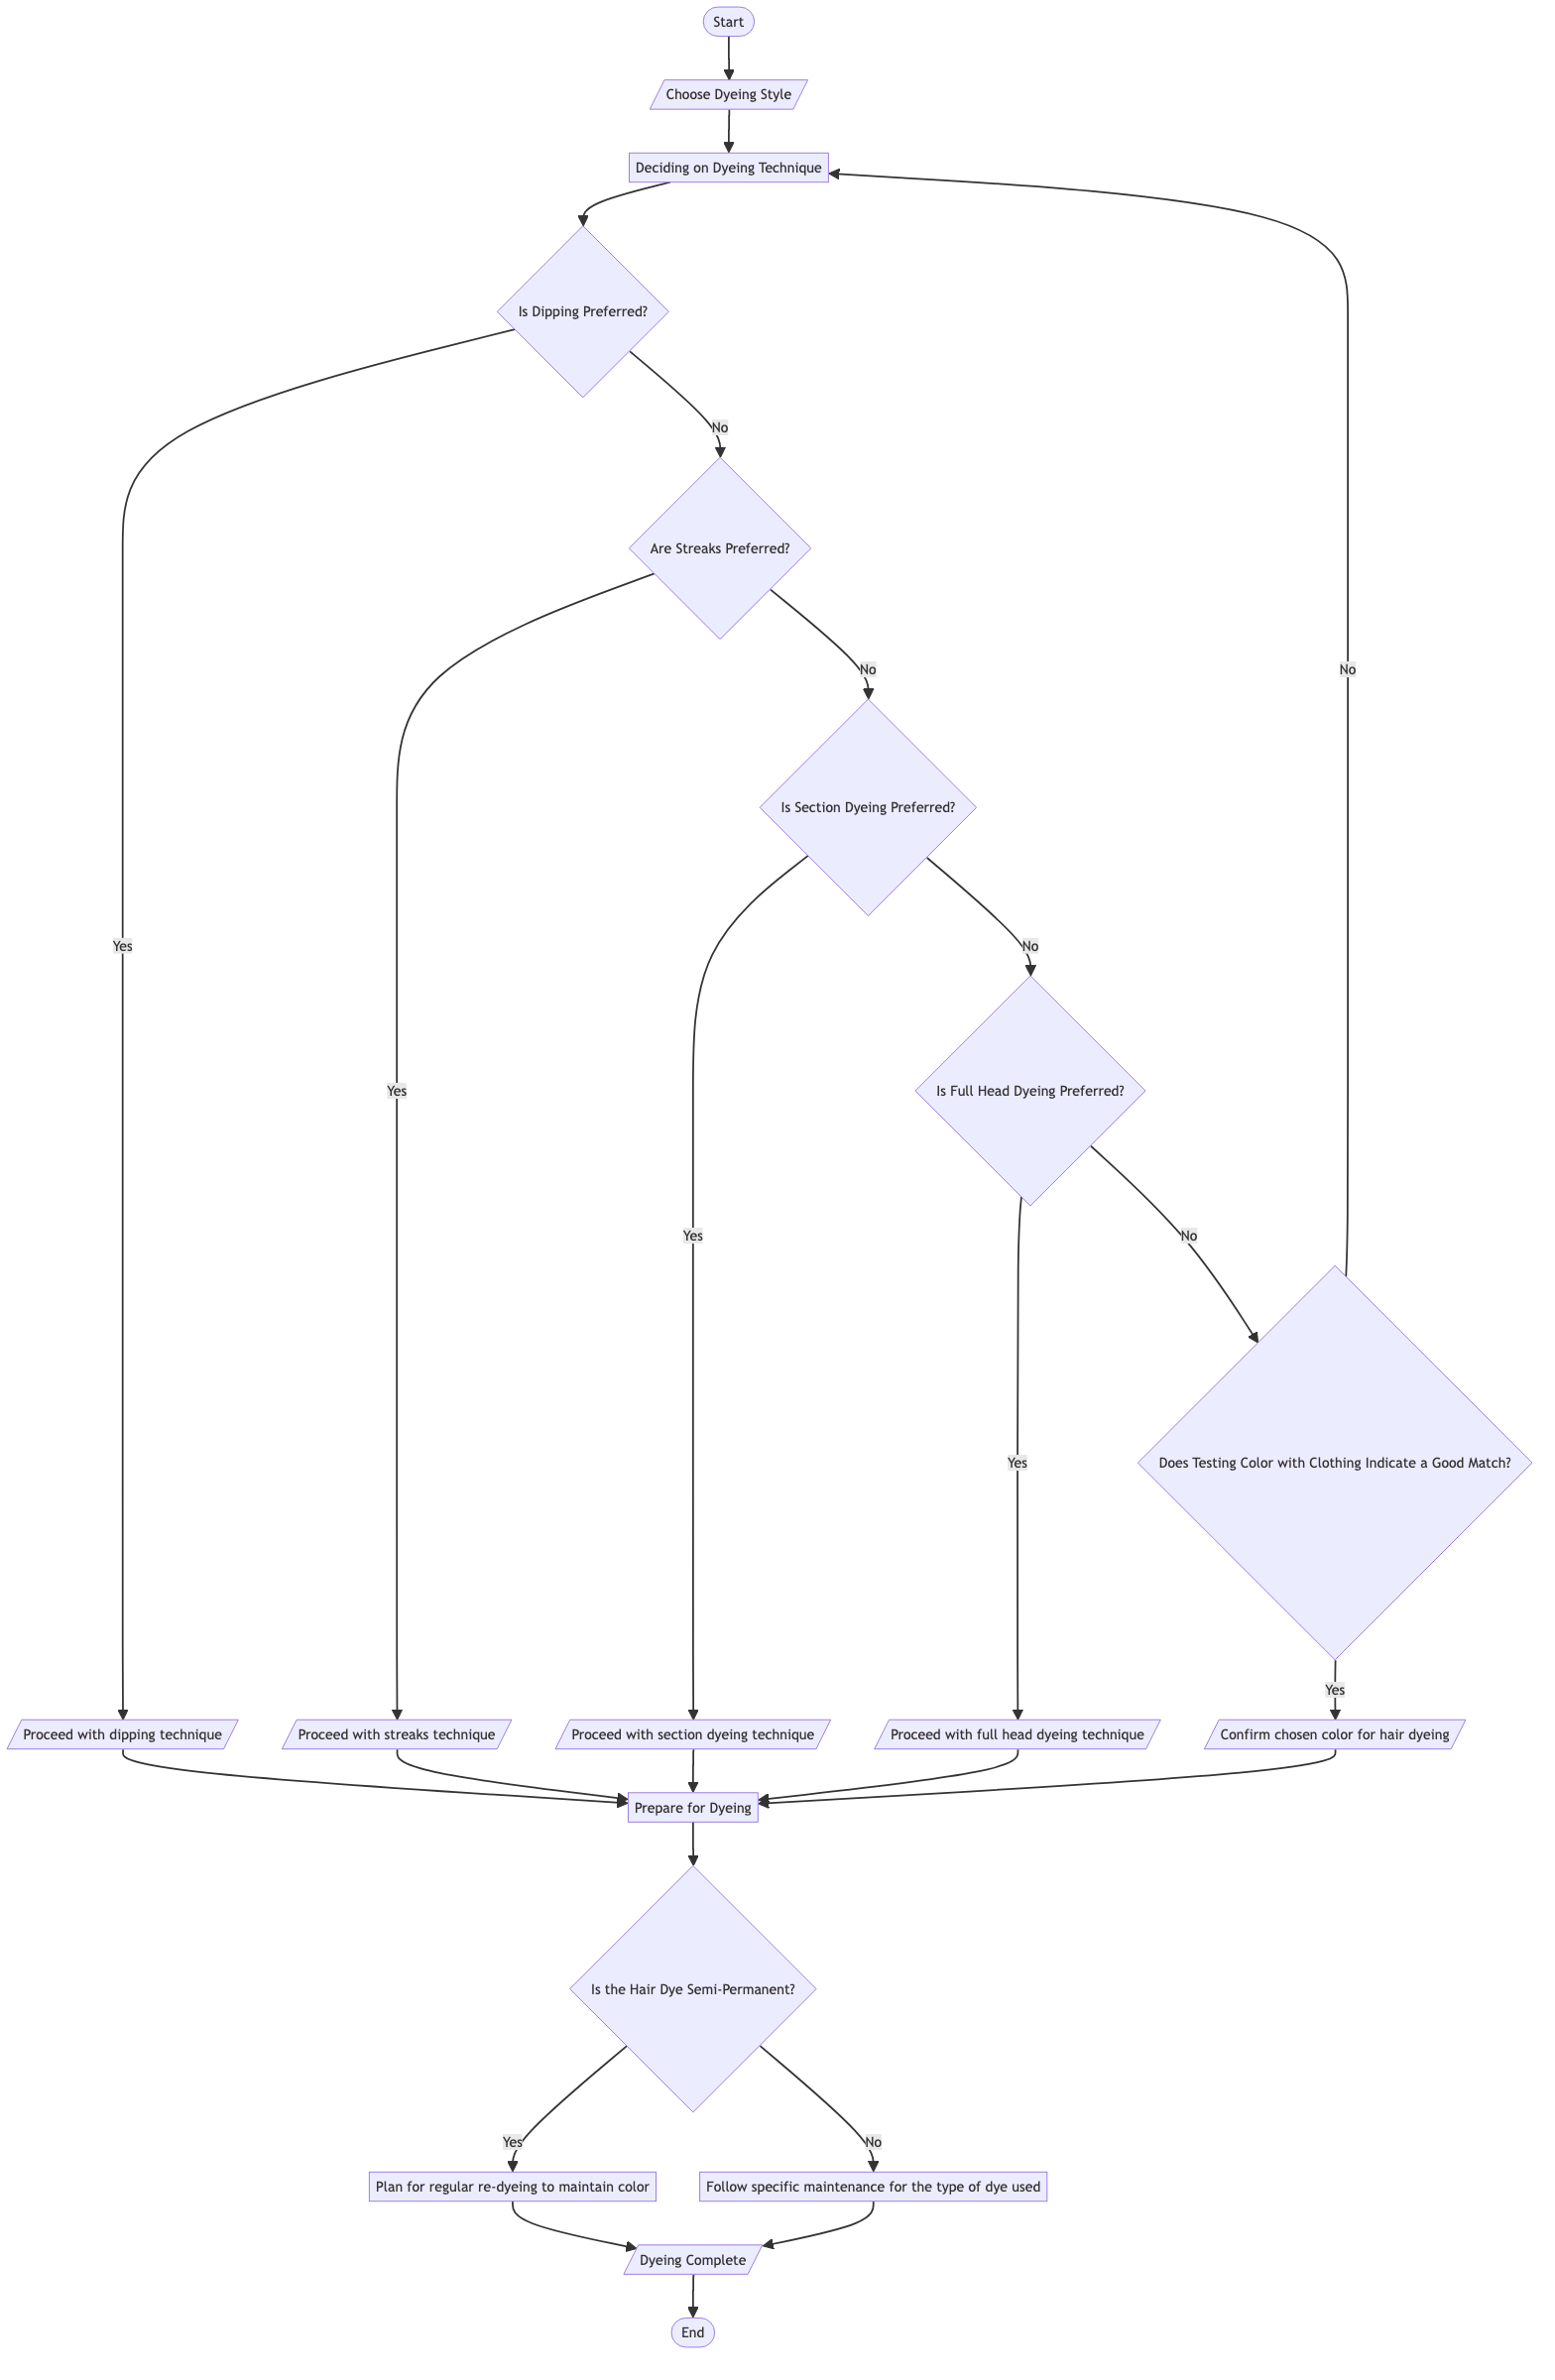 Start
Choose Dyeing Style
Deciding on Dyeing Technique
Is Dipping Preferred?
No
Are Streaks Preferred?
No
No
Is Section Dyeing Preferred?
Yes
No
Yes
Is Full Head Dyeing Preferred?
Yes
No
Yes
Does Testing Color with Clothing Indicate a Good Match?
Yes
Proceed with dipping technique
Proceed with streaks technique
Proceed with section dyeing technique
Proceed with full head dyeing technique
Confirm chosen color for hair dyeing
Prepare for Dyeing
Is the Hair Dye Semi-Permanent?
Yes
No
Plan for regular re-dyeing to maintain color
Follow specific maintenance for the type of dye used
Dyeing Complete
End